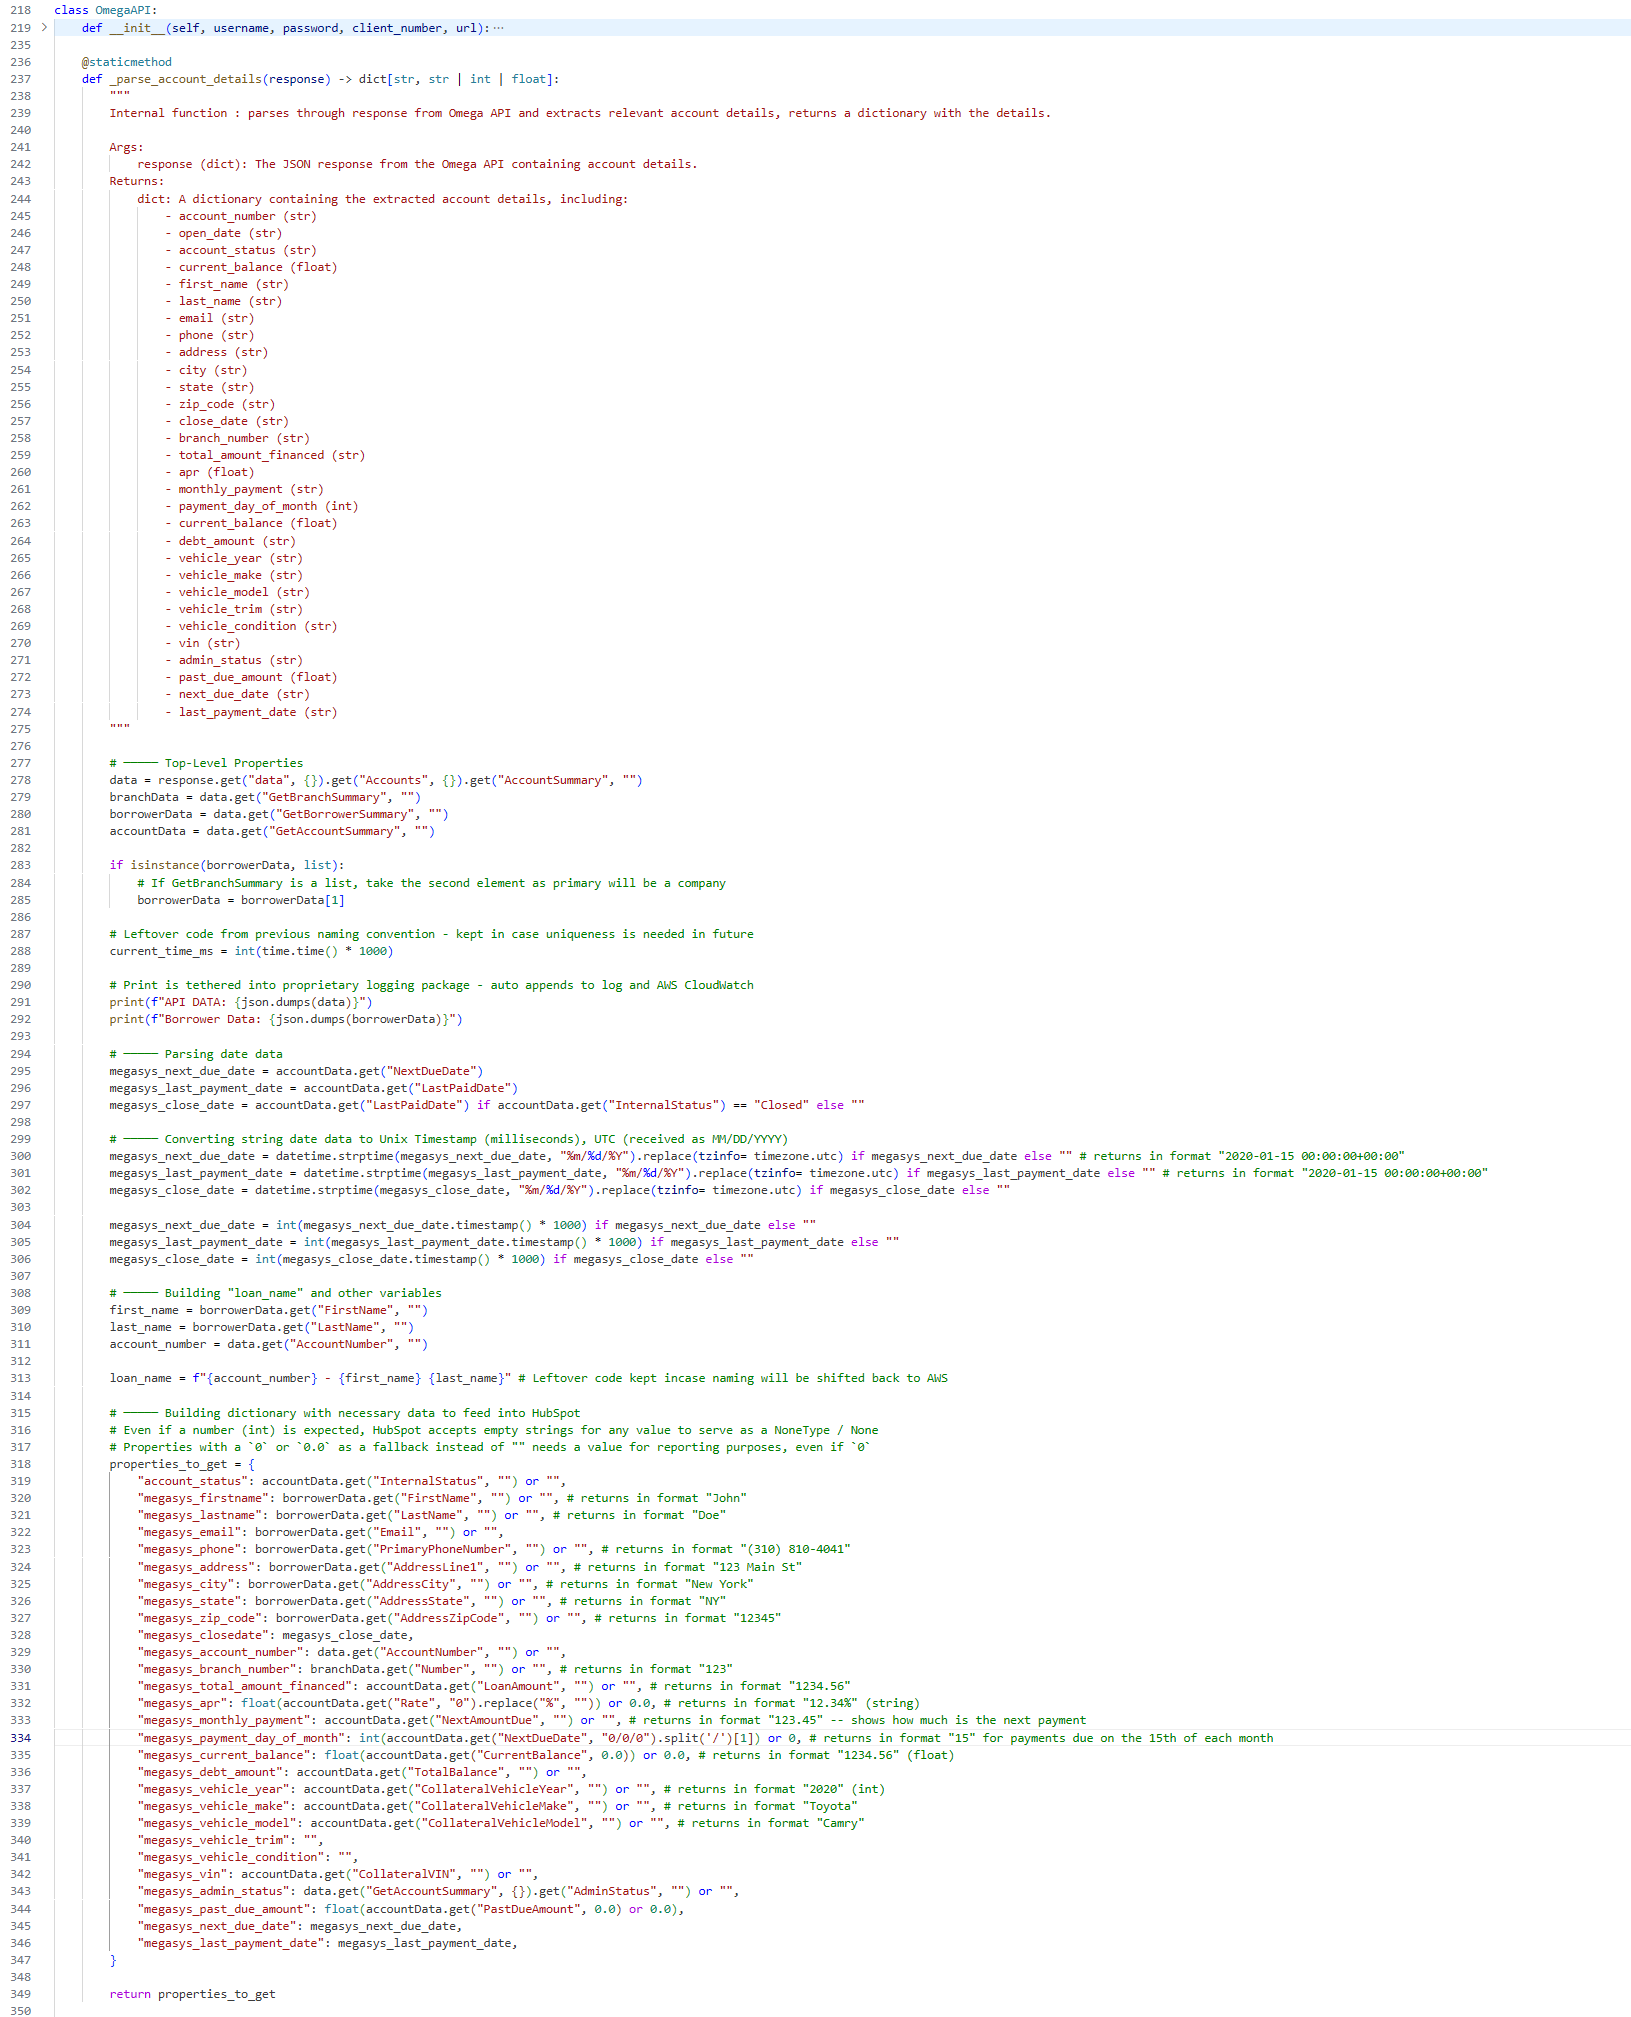 218 class OmegaAPI:
219 > def __init__(self, username, password, client_number, url): ···
235
236 @staticmethod
237 def _parse_account_details(response) -> dict[str, str | int | float]:
238 """
239 Internal function : parses through response from Omega API and extracts relevant account details, returns a dictionary with the details.
240
241 Args:
242 response (dict): The JSON response from the Omega API containing account details.
243 Returns:
244 dict: A dictionary containing the extracted account details, including:
245 - account_number (str)
246 - open_date (str)
247 - account_status (str)
248 - current_balance (float)
249 - first_name (str)
250 - last_name (str)
251 - email (str)
252 - phone (str)
253 - address (str)
254 - city (str)
255 - state (str)
256 - zip_code (str)
257 - close_date (str)
258 - branch_number (str)
259 - total_amount_financed (str)
260 - apr (float)
261 - monthly_payment (str)
262 - payment_day_of_month (int)
263 - current_balance (float)
264 - debt_amount (str)
265 - vehicle_year (str)
266 - vehicle_make (str)
267 - vehicle_model (str)
268 - vehicle_trim (str)
269 - vehicle_condition (str)
270 - vin (str)
271 - admin_status (str)
272 - past_due_amount (float)
273 - next_due_date (str)
274 - last_payment_date (str)
275 """
276
277 # ──── Top-Level Properties
278 data = response.get("data", {}).get("Accounts", {}).get("AccountSummary", "")
279 branchData = data.get("GetBranchSummary", "")
280 borrowerData = data.get("GetBorrowerSummary", "")
281 accountData = data.get("GetAccountSummary", "")
282
283 if isinstance(borrowerData, list):
284 # If GetBranchSummary is a list, take the second element as primary will be a company
285 borrowerData = borrowerData[1]
286
287 # Leftover code from previous naming convention - kept in case uniqueness is needed in future
288 current_time_ms = int(time.time() * 1000)
289
290 # Print is tethered into proprietary logging package - auto appends to log and AWS CloudWatch
291 print(f"API DATA: {json.dumps(data)}")
292 print(f"Borrower Data: {json.dumps(borrowerData)}")
293
294 # ──── Parsing date data
295 megasys_next_due_date = accountData.get("NextDueDate")
296 megasys_last_payment_date = accountData.get("LastPaidDate")
297 megasys_close_date = accountData.get("LastPaidDate") if accountData.get("InternalStatus") == "Closed" else ""
298
299 # ──── Converting string date data to Unix Timestamp (milliseconds), UTC (received as MM/DD/YYYY)
300 megasys_next_due_date = datetime.strptime(megasys_next_due_date, "%m/%d/%Y").replace(tzinfo= timezone.utc) if megasys_next_due_date else "" # returns in format "2020-01-15 00:00:00+00:00"
301 megasys_last_payment_date = datetime.strptime(megasys_last_payment_date, "%m/%d/%Y").replace(tzinfo= timezone.utc) if megasys_last_payment_date else "" # returns in format "2020-01-15 00:00:00+00:00"
302 megasys_close_date = datetime.strptime(megasys_close_date, "%m/%d/%Y").replace(tzinfo= timezone.utc) if megasys_close_date else ""
303
304 megasys_next_due_date = int(megasys_next_due_date.timestamp() * 1000) if megasys_next_due_date else ""
305 megasys_last_payment_date = int(megasys_last_payment_date.timestamp() * 1000) if megasys_last_payment_date else ""
306 megasys_close_date = int(megasys_close_date.timestamp() * 1000) if megasys_close_date else ""
307
308 # ──── Building "loan_name" and other variables
309 first_name = borrowerData.get("FirstName", "")
310 last_name = borrowerData.get("LastName", "")
311 account_number = data.get("AccountNumber", "")
312
313 loan_name = f"{account_number} - {first_name} {last_name}" # Leftover code kept incase naming will be shifted back to AWS
314
315 # ──── Building dictionary with necessary data to feed into HubSpot
316 # Even if a number (int) is expected, HubSpot accepts empty strings for any value to serve as a NoneType / None
317 # Properties with a `0` or `0.0` as a fallback instead of "" needs a value for reporting purposes, even if `0`
318 properties_to_get = {
319 "account_status": accountData.get("InternalStatus", "") or "",
320 "megasys_firstname": borrowerData.get("FirstName", "") or "", # returns in format "John"
321 "megasys_lastname": borrowerData.get("LastName", "") or "", # returns in format "Doe"
322 "megasys_email": borrowerData.get("Email", "") or "",
323 "megasys_phone": borrowerData.get("PrimaryPhoneNumber", "") or "", # returns in format "(310) 810-4041"
324 "megasys_address": borrowerData.get("AddressLine1", "") or "", # returns in format "123 Main St"
325 "megasys_city": borrowerData.get("AddressCity", "") or "", # returns in format "New York"
326 "megasys_state": borrowerData.get("AddressState", "") or "", # returns in format "NY"
327 "megasys_zip_code": borrowerData.get("AddressZipCode", "") or "", # returns in format "12345"
328 "megasys_closedate": megasys_close_date,
329 "megasys_account_number": data.get("AccountNumber", "") or "",
330 "megasys_branch_number": branchData.get("Number", "") or "", # returns in format "123"
331 "megasys_total_amount_financed": accountData.get("LoanAmount", "") or "", # returns in format "1234.56"
332 "megasys_apr": float(accountData.get("Rate", "0").replace("%", "")) or 0.0, # returns in format "12.34%" (string)
333 "megasys_monthly_payment": accountData.get("NextAmountDue", "") or "", # returns in format "123.45" -- shows how much is the next payment
334 "megasys_payment_day_of_month": int(accountData.get("NextDueDate", "0/0/0").split('/')[1]) or 0, # returns in format "15" for payments due on the 15th of each month
335 "megasys_current_balance": float(accountData.get("CurrentBalance", 0.0)) or 0.0, # returns in format "1234.56" (float)
336 "megasys_debt_amount": accountData.get("TotalBalance", "") or "",
337 "megasys_vehicle_year": accountData.get("CollateralVehicleYear", "") or "", # returns in format "2020" (int)
338 "megasys_vehicle_make": accountData.get("CollateralVehicleMake", "") or "", # returns in format "Toyota"
339 "megasys_vehicle_model": accountData.get("CollateralVehicleModel", "") or "", # returns in format "Camry"
340 "megasys_vehicle_trim": "",
341 "megasys_vehicle_condition": "",
342 "megasys_vin": accountData.get("CollateralVIN", "") or "",
343 "megasys_admin_status": data.get("GetAccountSummary", {}).get("AdminStatus", "") or "",
344 "megasys_past_due_amount": float(accountData.get("PastDueAmount", 0.0) or 0.0),
345 "megasys_next_due_date": megasys_next_due_date,
346 "megasys_last_payment_date": megasys_last_payment_date,
347 }
348
349 return properties_to_get
350